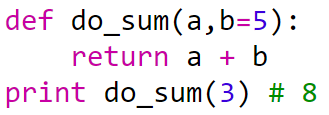 def do_sum(a,b=5):
    return a + b
print do_sum(3) # 8